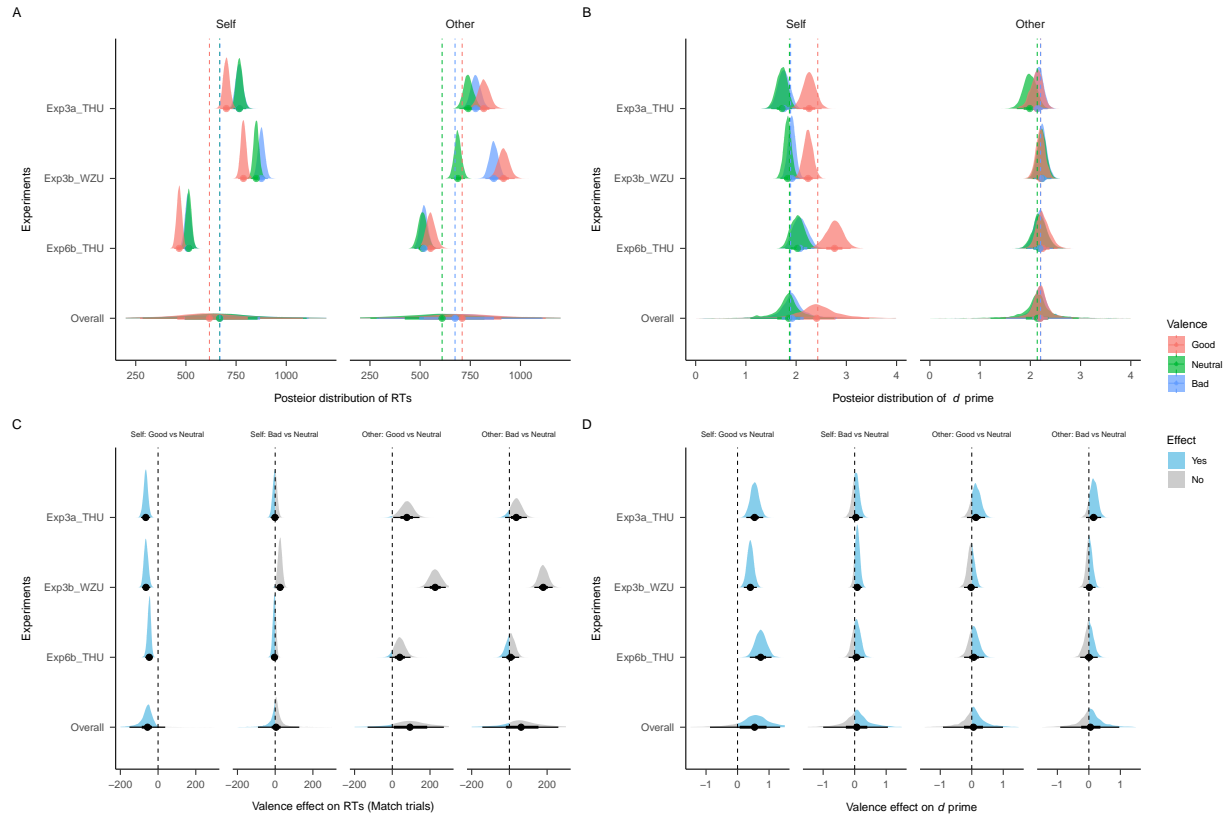 A
Self
Other
Experiments
Exp3a_THU
Exp3b_WZU
Exp6b_THU
Overall
250 500 750 1000
250 500 750 1000
Posteior distribution of RTs
B
Self
Other
Experiments
Exp3a_THU
Exp3b_WZU
Exp6b_THU
Overall
0 1 2 3 4
0 1 2 3 4
Posterior distribution of d prime
Valence
Good
Neutral
Bad
C
Self: Good vs Neutral
Self: Bad vs Neutral
Other: Good vs Neutral
Other: Bad vs Neutral
Experiments
Exp3a_THU
Exp3b_WZU
Exp6b_THU
Overall
−200 0 200
−200 0 200
−200 0 200
−200 0 200
Valence effect on RTs (Match trials)
D
Self: Good vs Neutral
Self: Bad vs Neutral
Other: Good vs Neutral
Other: Bad vs Neutral
Experiments
Exp3a_THU
Exp3b_WZU
Exp6b_THU
Overall
−1 0 1
−1 0 1
−1 0 1
−1 0 1
Valence effect on d prime
Effect
Yes
No